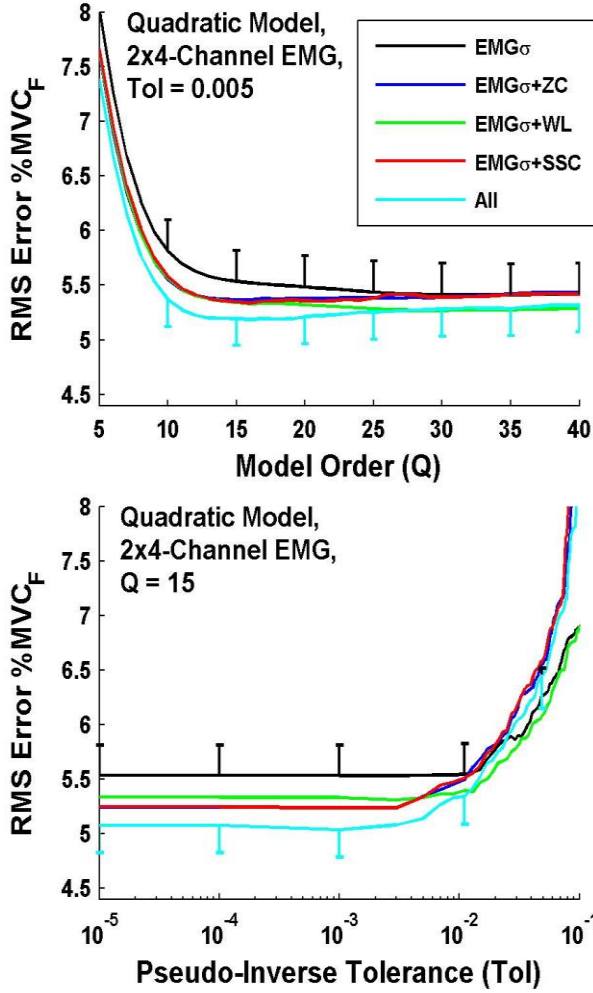 8
7.5
7
6.5
6
5.5
5
4.5
RMS Error %MVC_F
Quadratic Model,
2x4-Channel EMG,
Tol = 0.005
EMGσ
EMGσ+ZC
EMGσ+WL
EMGσ+SSC
All
5 10 15 20 25 30 35 40
Model Order (Q)
8
7.5
7
6.5
6
5.5
5
4.5
RMS Error %MVC_F
Quadratic Model,
2x4-Channel EMG,
Q = 15
10^-5 10^-4 10^-3 10^-2 10^-1
Pseudo-Inverse Tolerance (Tol)